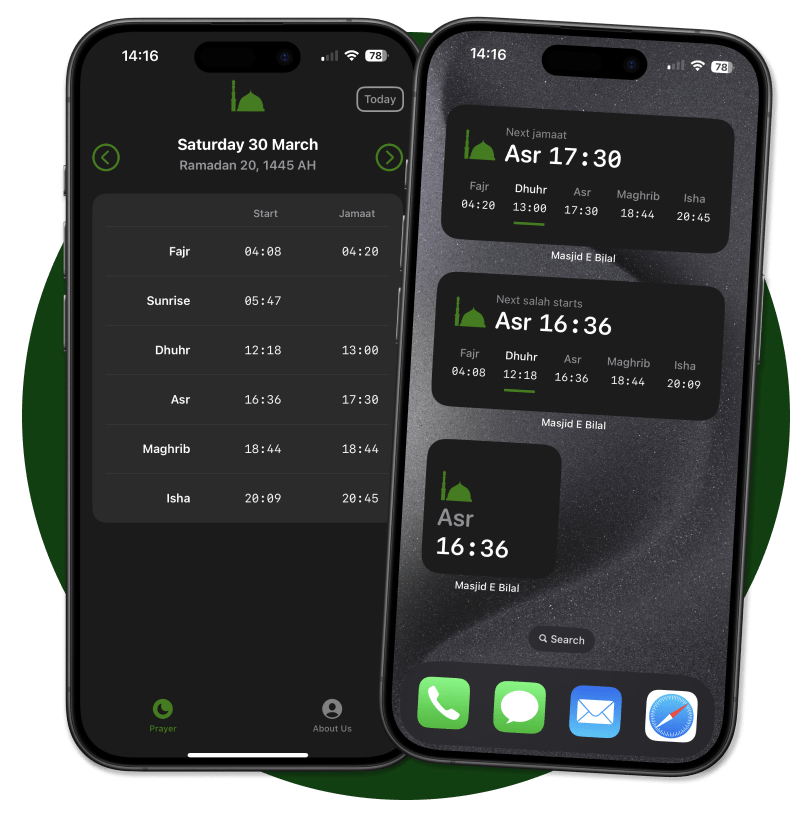 14:16
78
Today
Saturday 30 March
Ramadan 20, 1445 AH
Start Jamaat
Fajr 04:08 04:20
Sunrise 05:47
Dhuhr 12:18 13:00
Asr 16:36 17:30
Maghrib 18:44 18:44
Isha 20:09 20:45
Prayer About Us
14:16
78
Next jamaat
Asr 17:30
Fajr Dhuhr Asr Maghrib Isha
04:20 13:00 17:30 18:44 20:45
Masjid E Bilal
Next salah starts
Asr 16:36
Fajr Dhuhr Asr Maghrib Isha
04:08 12:18 16:36 18:44 20:09
Masjid E Bilal
Asr
16:36
Masjid E Bilal
Search